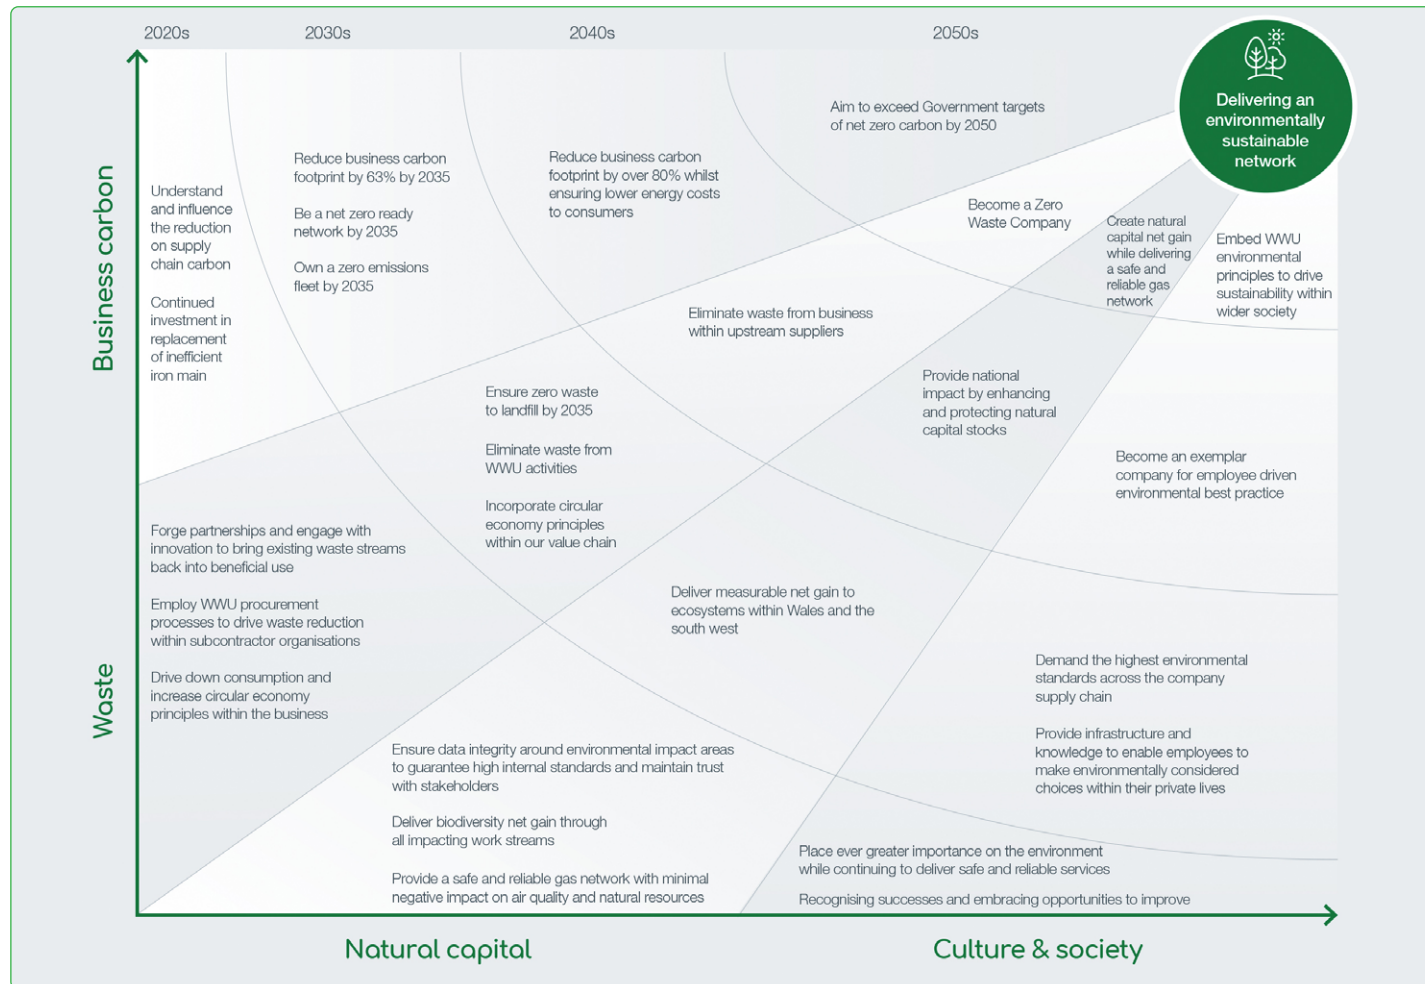 2020s
2030s
2040s
2050s
Delivering an
environmentally
sustainable
network
Business carbon
Understand
and influence
the reduction
on supply
chain carbon
Continued
investment in
replacement
of inefficient
iron main
Reduce business carbon
footprint by 63% by 2035
Be a net zero ready
network by 2035
Own a zero emissions
fleet by 2035
Reduce business carbon
footprint by over 80% whilst
ensuring lower energy costs
to consumers
Aim to exceed Government targets
of net zero carbon by 2050
Waste
Forge partnerships and engage with
innovation to bring existing waste streams
back into beneficial use
Employ WWU procurement
processes to drive waste reduction
within subcontractor organisations
Drive down consumption and
increase circular economy
principles within the business
Ensure zero waste
to landfill by 2035
Eliminate waste from
WWU activities
Incorporate circular
economy principles
within our value chain
Eliminate waste from business
within upstream suppliers
Become a Zero
Waste Company
Ensure data integrity around environmental impact areas
to guarantee high internal standards and maintain trust
with stakeholders
Deliver biodiversity net gain through
all impacting work streams
Provide a safe and reliable gas network with minimal
negative impact on air quality and natural resources
Deliver measurable net gain to
ecosystems within Wales and the
south west
Provide national
impact by enhancing
and protecting natural
capital stocks
Create natural
capital net gain
while delivering
a safe and
reliable gas
network
Place ever greater importance on the environment
while continuing to deliver safe and reliable services
Recognising successes and embracing opportunities to improve
Demand the highest environmental
standards across the company
supply chain
Provide infrastructure and
knowledge to enable employees to
make environmentally considered
choices within their private lives
Become an exemplar
company for employee driven
environmental best practice
Embed WWU
environmental
principles to drive
sustainability within
wider society
Natural capital
Culture & society